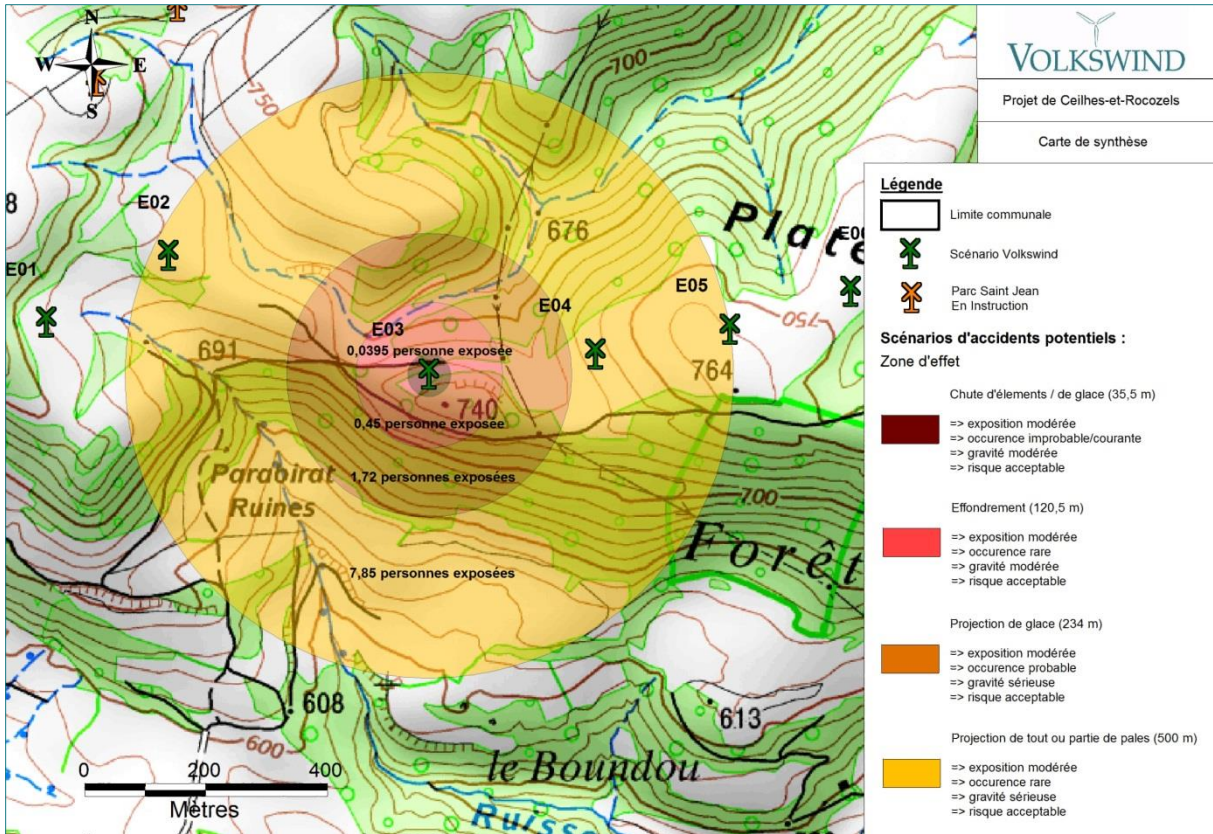 N
W
E
S
VOLKSWIND
Projet de Ceilhes-et-Rocozels
Carte de synthèse
Légende
Limite communale
Scénario Volkswind
Parc Saint Jean
En Instruction
Scénarios d'accidents potentiels :
Zone d'effet
Chute d'élements / de glace (35,5 m)
=> exposition modérée
=> occurence improbable/courante
=> gravité modérée
=> risque acceptable
Effondrement (120,5 m)
=> exposition modérée
=> occurence rare
=> gravité modérée
=> risque acceptable
Projection de glace (234 m)
=> exposition modérée
=> occurence probable
=> gravité sérieuse
=> risque acceptable
Projection de tout ou partie de pales (500 m)
=> exposition modérée
=> occurence rare
=> gravité sérieuse
=> risque acceptable
750
700
8
E02
E01
676
Plate
E05
E04
750
E03
0,0395 personne exposée
691
764
740
0,45 personne exposée
Parabirat
Ruines
1,72 personnes exposées
700
Forêt
7,85 personnes exposées
608
613
600
le Boundou
Ruisse
0
200
400
Mètres